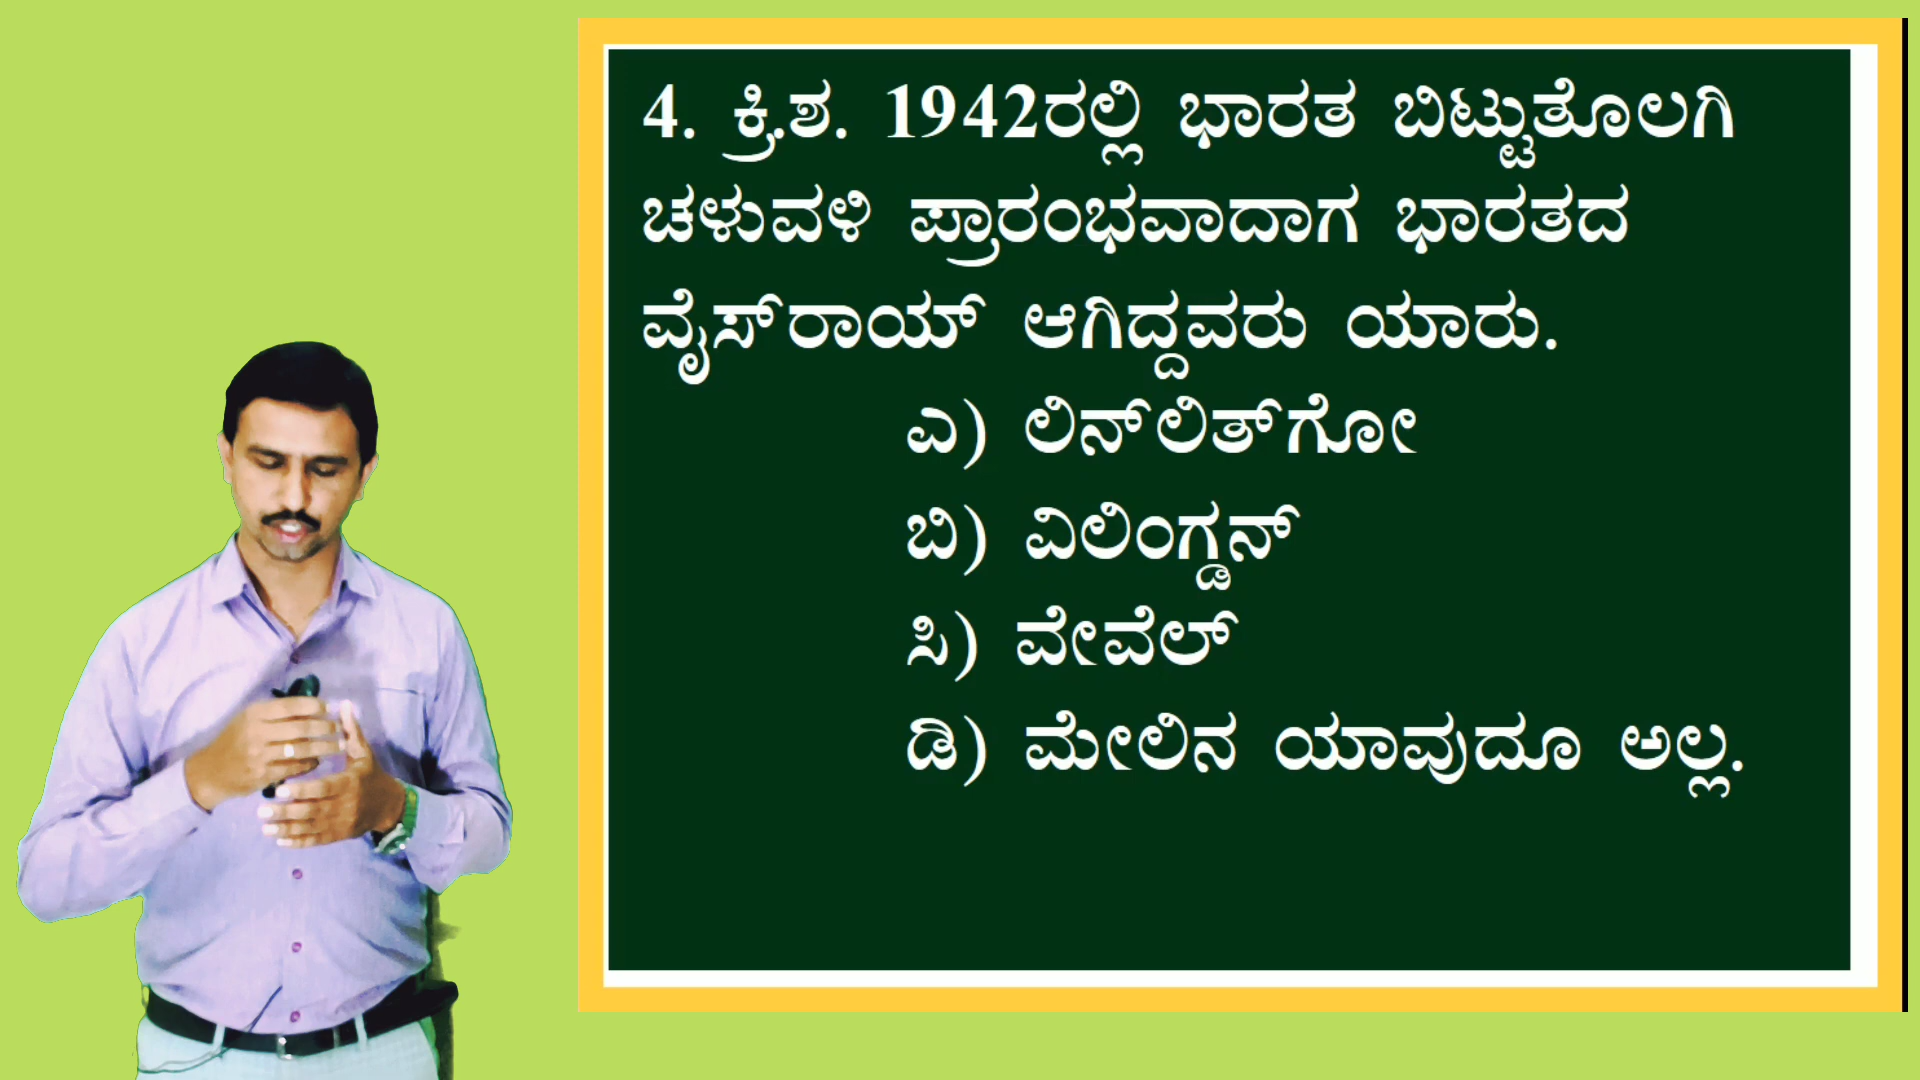 4. ಕ್ರಿ.ಶ. 1942ರಲ್ಲಿ ಭಾರತ ಬಿಟ್ಟುತೊಲಗಿ
ಚಳುವಳಿ ಪ್ರಾರಂಭವಾದಾಗ ಭಾರತದ
ವೈಸ್‌ರಾಯ್ ಆಗಿದ್ದವರು ಯಾರು.
ಎ) ಲಿನ್‌ಲಿತ್‌ಗೋ
ಬಿ) ವಿಲಿಂಗ್ಡನ್
ಸಿ) ವೇವೆಲ್
ಡಿ) ಮೇಲಿನ ಯಾವುದೂ ಅಲ್ಲ.